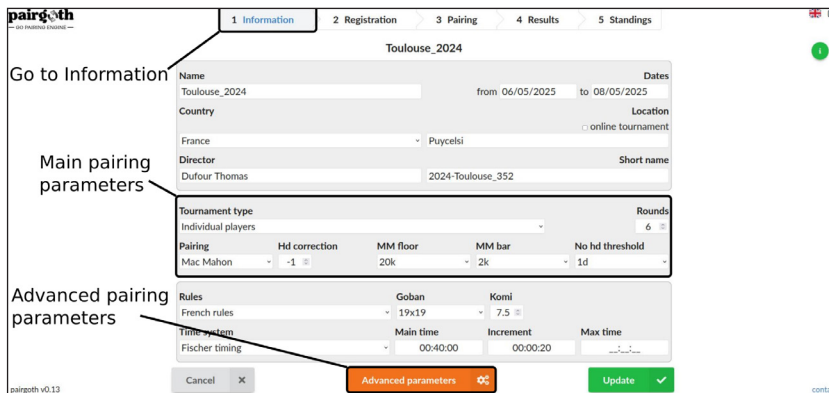 pairgoth
— GO PAIRING ENGINE —
1 Information 2 Registration 3 Pairing 4 Results 5 Standings
Toulouse_2024
Go to Information
Name Dates
Toulouse_2024 from 06/05/2025 to 08/05/2025
Country Location
online tournament
France Puycelsi
Director Short name
Dufour Thomas 2024-Toulouse_352
Main pairing
parameters
Tournament type Rounds
Individual players 6
Pairing Hd correction MM floor MM bar No hd threshold
Mac Mahon -1 20k 2k 1d
Advanced pairing
parameters
Rules Goban Komi
French rules 19x19 7.5
Time system Main time Increment Max time
Fischer timing 00:40:00 00:00:20 __:__:__
Cancel Advanced parameters Update
pairgoth v0.13